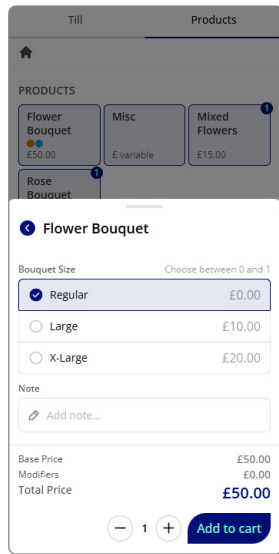 Till Products
PRODUCTS
Flower Misc Mixed
Bouquet Flowers
£50.00 £ variable £15.00
1
Rose 1
Bouquet
Flower Bouquet
Bouquet Size Choose between 0 and 1
Regular £0.00
Large £10.00
X-Large £20.00
Note
Add note...
Base Price £50.00
Modifiers £0.00
Total Price £50.00
1 Add to cart